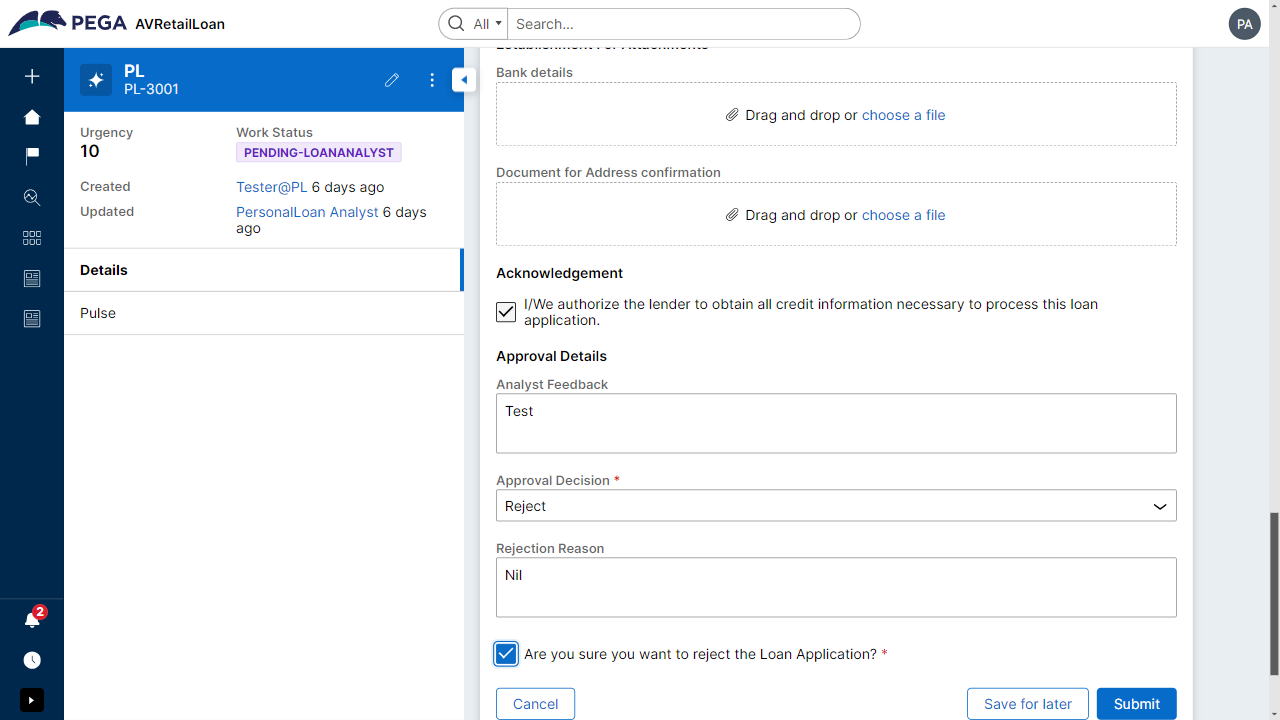 PEGA AVRetailLoan
All
Search...
PA
PL
PL-3001
Urgency
10
Work Status
PENDING-LOANANALYST
Created
Tester@PL 6 days ago
Updated
PersonalLoan Analyst 6 days
ago
Details
Pulse
2
Establishment For Attachments
Bank details
Drag and drop or choose a file
Document for Address confirmation
Drag and drop or choose a file
Acknowledgement
I/We authorize the lender to obtain all credit information necessary to process this loan
application.
Approval Details
Analyst Feedback
Test
Approval Decision *
Reject
Rejection Reason
Nil
Are you sure you want to reject the Loan Application? *
Cancel
Save for later
Submit